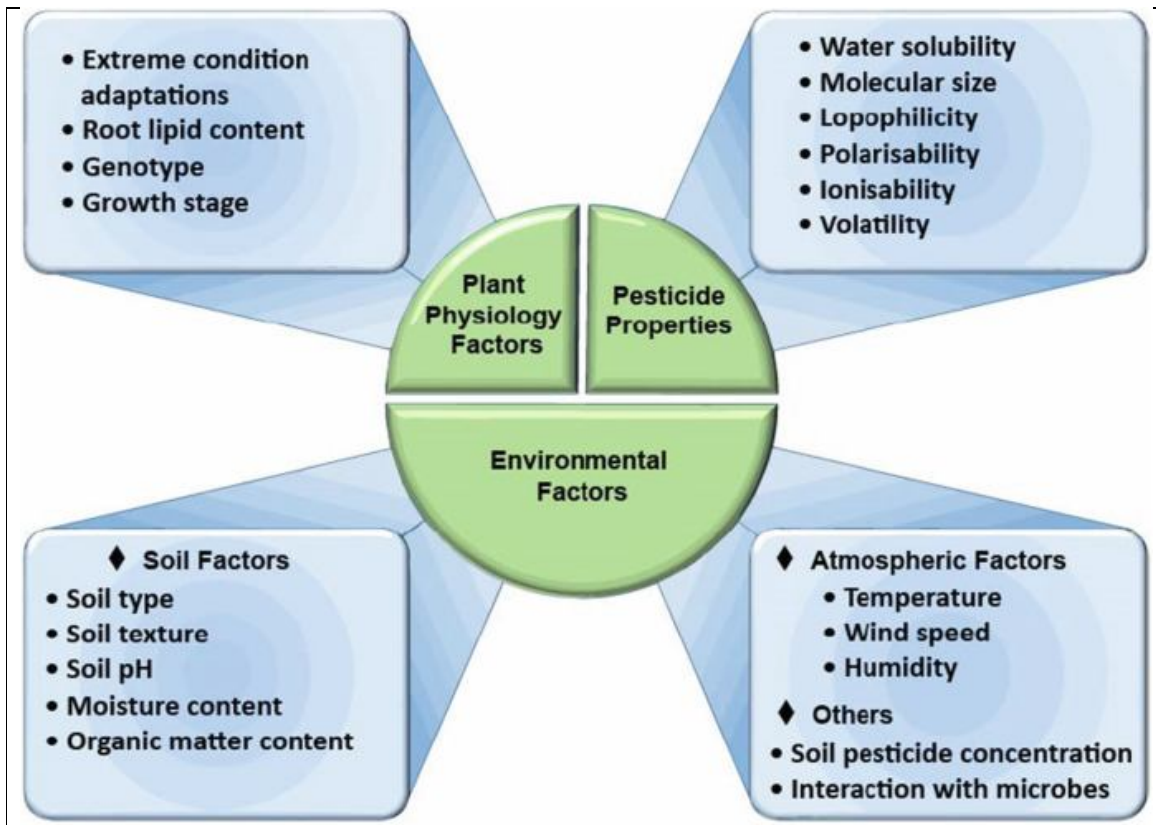 • Extreme condition
adaptations
• Root lipid content
• Genotype
• Growth stage
• Water solubility
• Molecular size
• Lopophilicity
• Polarisability
• Ionisability
• Volatility
Plant
Physiology
Factors
Pesticide
Properties
Environmental
Factors
♦ Soil Factors
• Soil type
• Soil texture
• Soil pH
• Moisture content
• Organic matter content
♦ Atmospheric Factors
• Temperature
• Wind speed
• Humidity
♦ Others
• Soil pesticide concentration
• Interaction with microbes